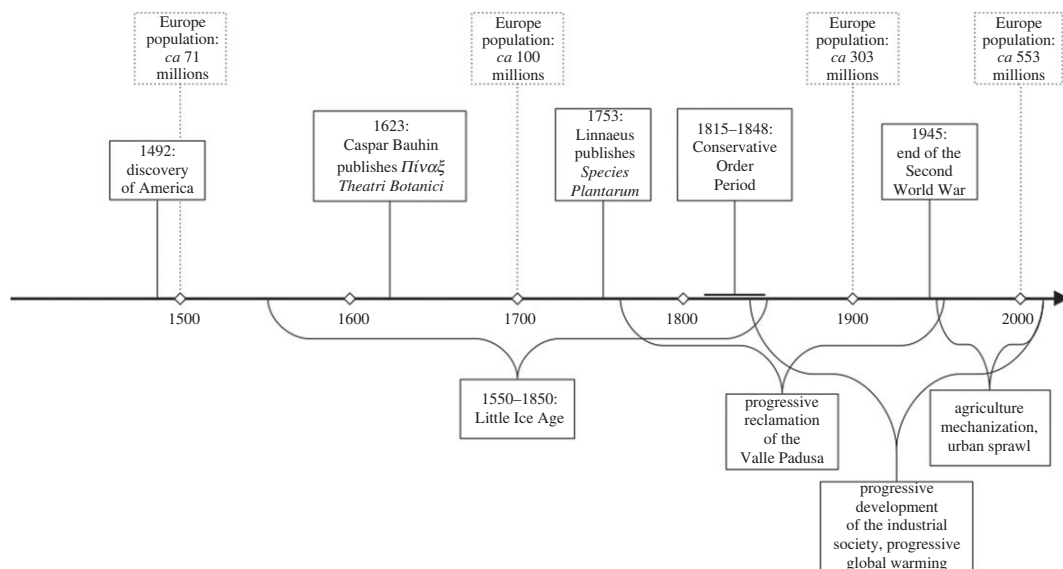 Europe
population:
ca 71
millions
Europe
population:
ca 100
millions
Europe
population:
ca 303
millions
Europe
population:
ca 553
millions
1492:
discovery
of America
1623:
Caspar Bauhin
publishes Πίναξ
Theatri Botanici
1753:
Linnaeus
publishes
Species
Plantarum
1815–1848:
Conservative
Order
Period
1945:
end of the
Second
World War
1500
1600
1700
1800
1900
2000
1550–1850:
Little Ice Age
progressive
reclamation
of the
Valle Padusa
agriculture
mechanization,
urban sprawl
progressive
development
of the industrial
society, progressive
global warming